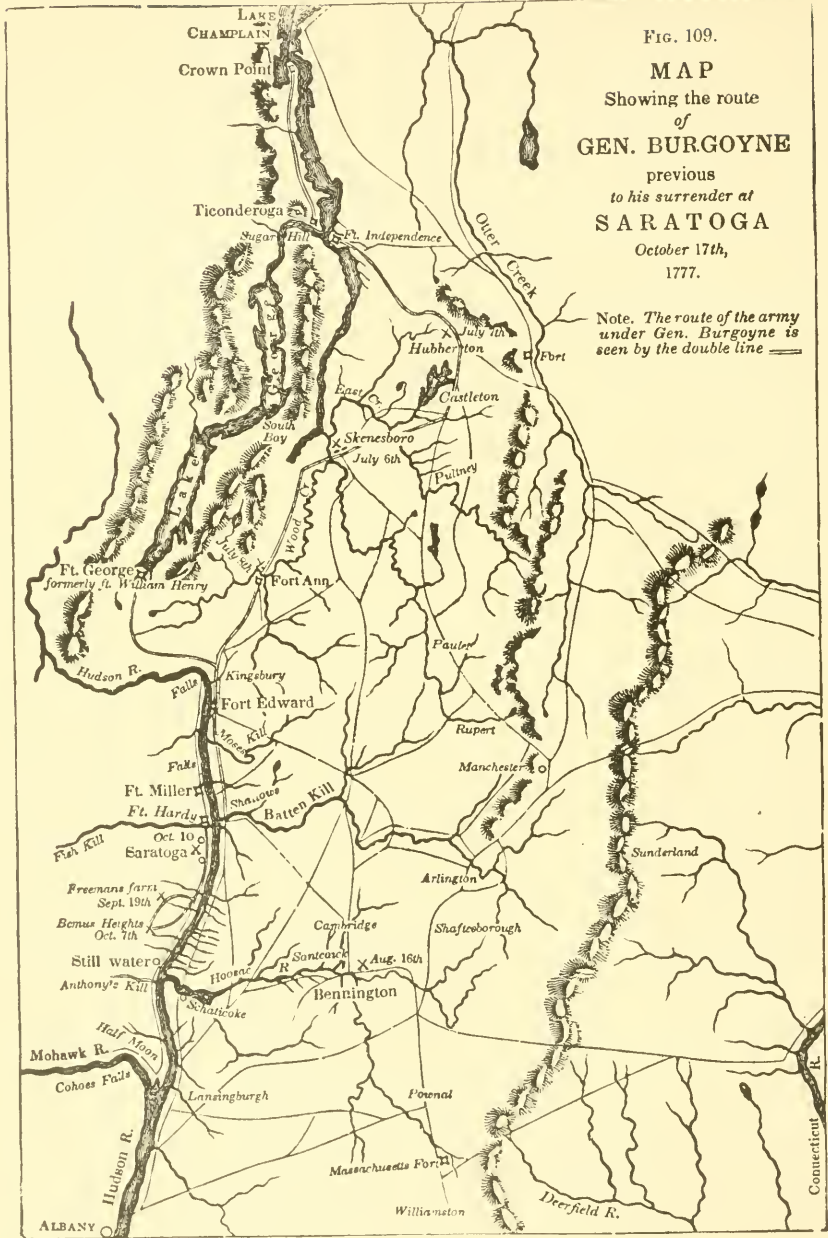 FIG. 109.
MAP
Showing the route
of
GEN. BURGOYNE
previous
to his surrender at
SARATOGA
October 17th,
1777.
Note. The route of the army
under Gen. Burgoyne is
seen by the double line
LAKE
CHAMPLAIN
Crown Point
Ticonderoga
Sugar Hill
Ft. Independence
Otter Creek
July 7th
Hubberton
Fort
Lake George
East Cr.
Castleton
South
Bay
Skenesboro
July 6th
Pultney
Wood Cr.
July 8th
Ft. George
formerly ft. William Henry
Fort Ann
Hudson R.
Falls
Kingsbury
Fort Edward
Moses Kill
Paulet
Rupert
Falls
Manchester
Ft. Miller
Shallows
Ft. Hardy
Batten Kill
Fish Kill
Oct. 10
Saratoga
Sunderland
Arlington
Freemans farm
Sept. 19th
Bemus Heights
Oct. 7th
Cambridge
Shaftesborough
Still water
Hoosac R
Santcoick
Aug. 16th
Anthony's Kill
Bennington
Schaticoke
Half Moon
Mohawk R.
Cohoes Falls
Lansingburgh
Pownal
Hudson R.
Massachusetts Fort
Connecticut R.
Williamston
Deerfield R.
ALBANY